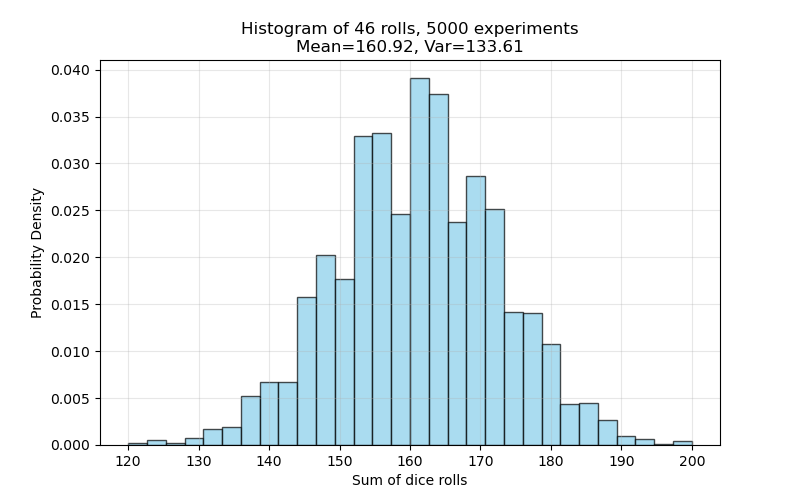 Histogram of 46 rolls, 5000 experiments
Mean=160.92, Var=133.61
0.040
0.035
0.030
0.025
0.020
0.015
0.010
0.005
0.000
Probability Density
120 130 140 150 160 170 180 190 200
Sum of dice rolls